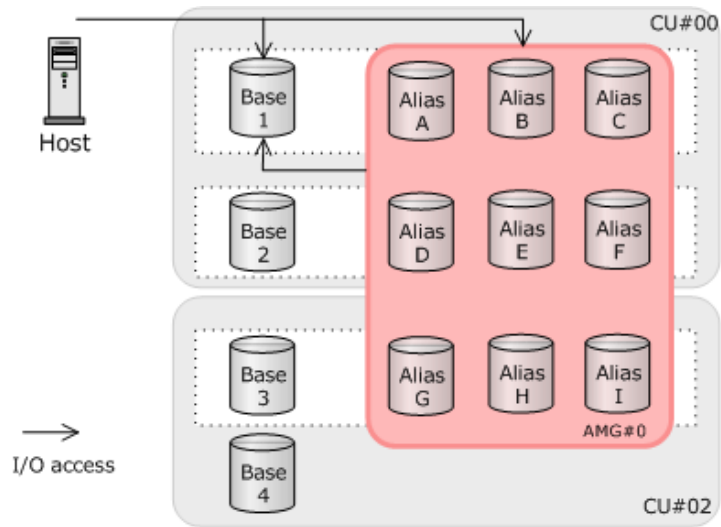 CU#00
Host
Base
1
Alias
A
Alias
B
Alias
C
Base
2
Alias
D
Alias
E
Alias
F
Base
3
Alias
G
Alias
H
Alias
I
AMG#0
I/O access
Base
4
CU#02